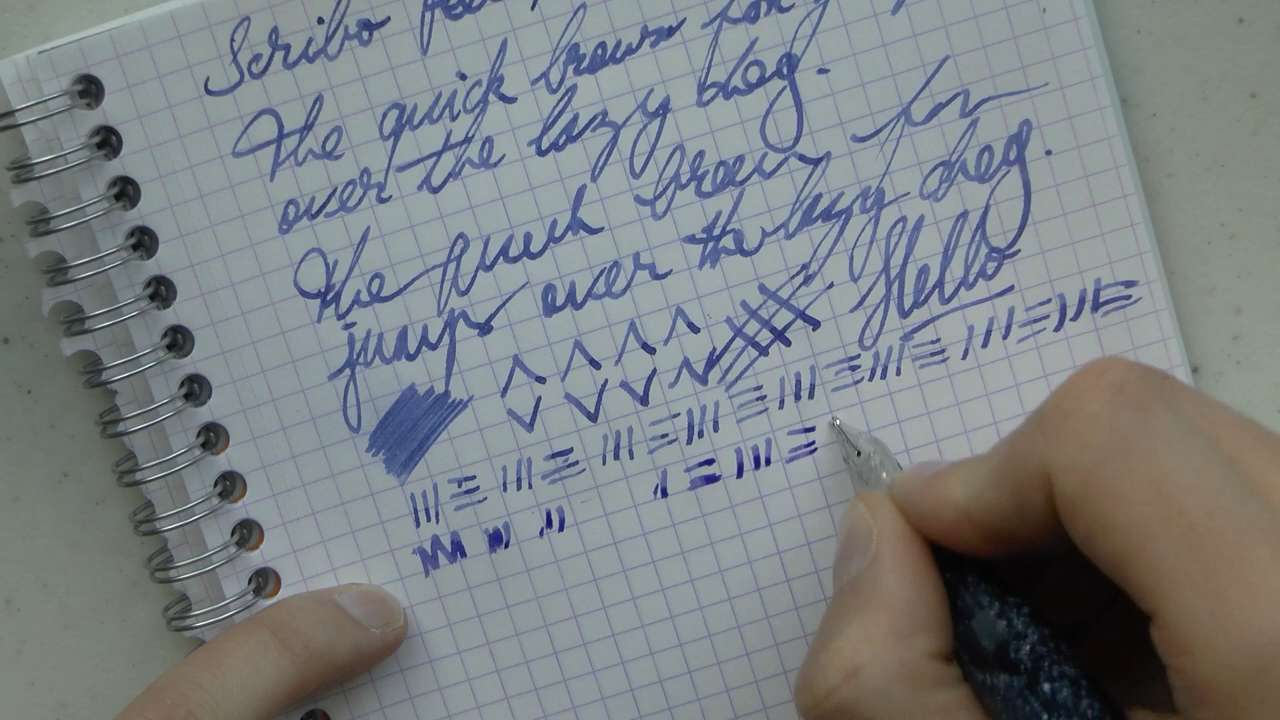 Scribo
The quick brown fox
over the lazy dog.
The quick brown fox
jumps over the lazy dog.
Hello